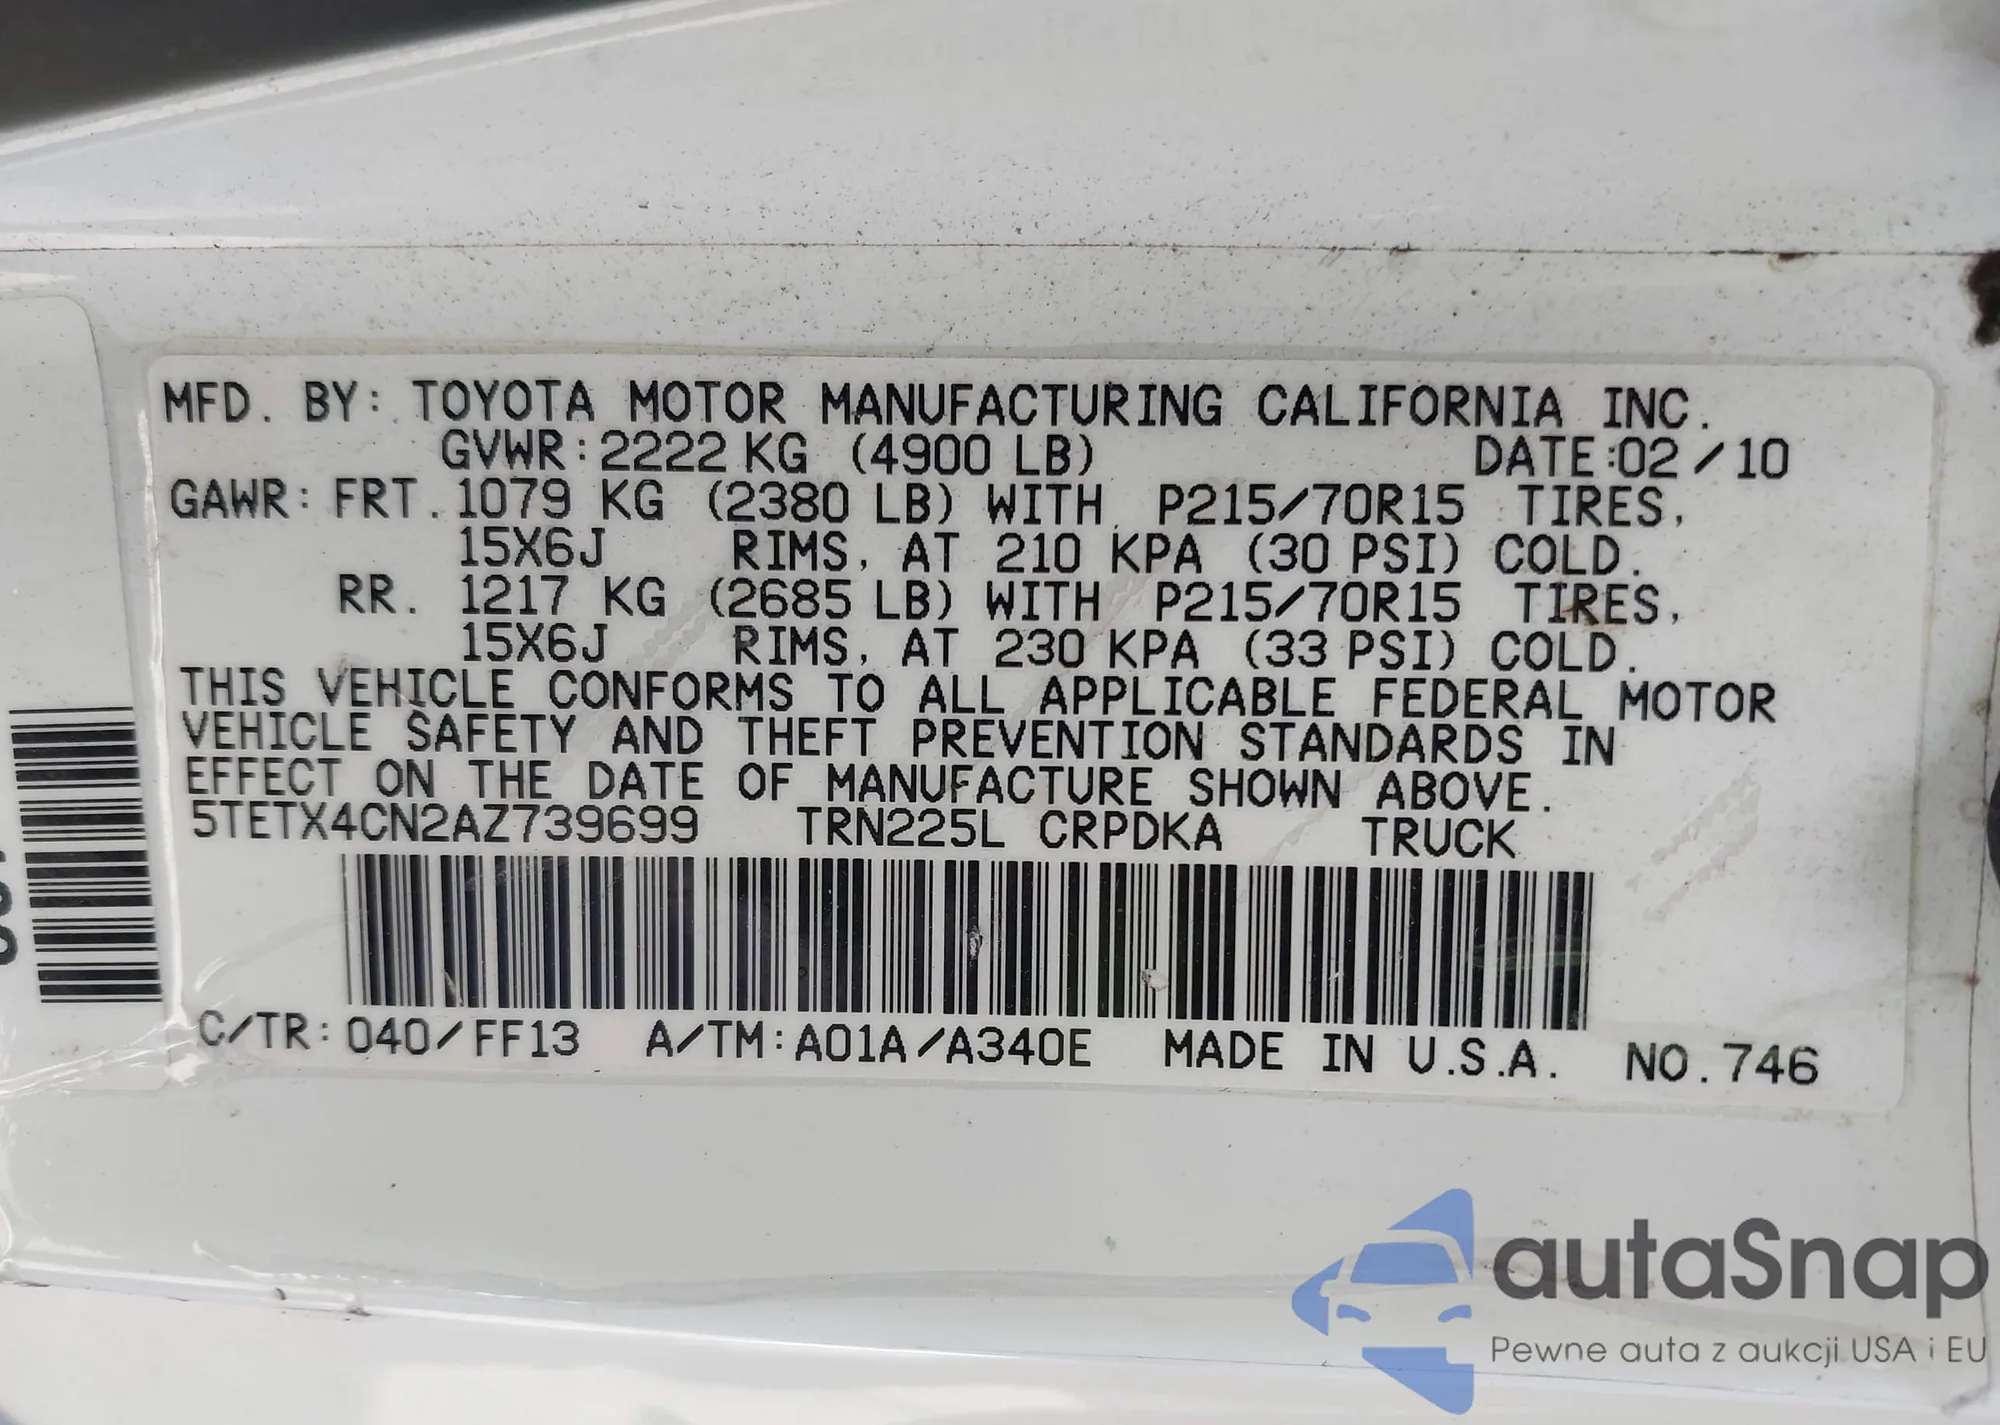 MFD. BY: TOYOTA MOTOR MANUFACTURING CALIFORNIA INC.
GVWR: 2222 KG (4900 LB) DATE: 02/10
GAWR: FRT. 1079 KG (2380 LB) WITH P215/70R15 TIRES,
15X6J RIMS, AT 210 KPA (30 PSI) COLD.
RR. 1217 KG (2685 LB) WITH P215/70R15 TIRES,
15X6J RIMS, AT 230 KPA (33 PSI) COLD.
THIS VEHICLE CONFORMS TO ALL APPLICABLE FEDERAL MOTOR
VEHICLE SAFETY AND THEFT PREVENTION STANDARDS IN
EFFECT ON THE DATE OF MANUFACTURE SHOWN ABOVE.
5TETX4CN2AZ739699 TRN225L CRPDKA TRUCK
C/TR: 040/FF13 A/TM: A01A/A340E MADE IN U.S.A. NO. 746
autaSnap
Pewne auta z aukcji USA i EU